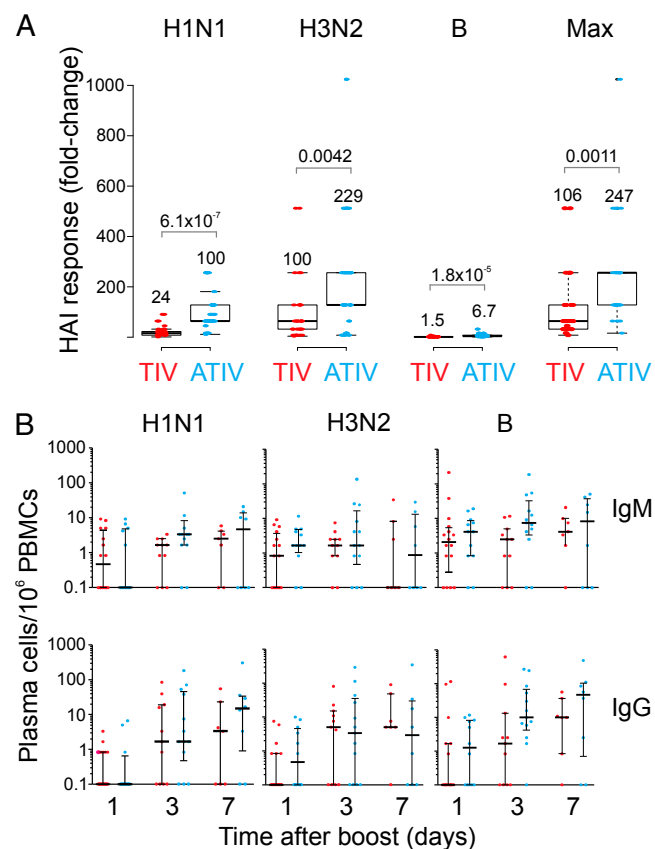 A
H1N1 H3N2 B Max
HAI response (fold-change)
1000
800
600
400
200
6.1x10⁻⁷
24
100
0.0042
100
229
1.8x10⁻⁵
1.5
6.7
0.0011
106
247
TIV ATIV TIV ATIV TIV ATIV TIV ATIV
B
H1N1 H3N2 B
Plasma cells/10⁶ PBMCs
1000
100
10
1
0.1
IgM
1000
100
10
1
0.1
IgG
1 3 7 1 3 7 1 3 7
Time after boost (days)